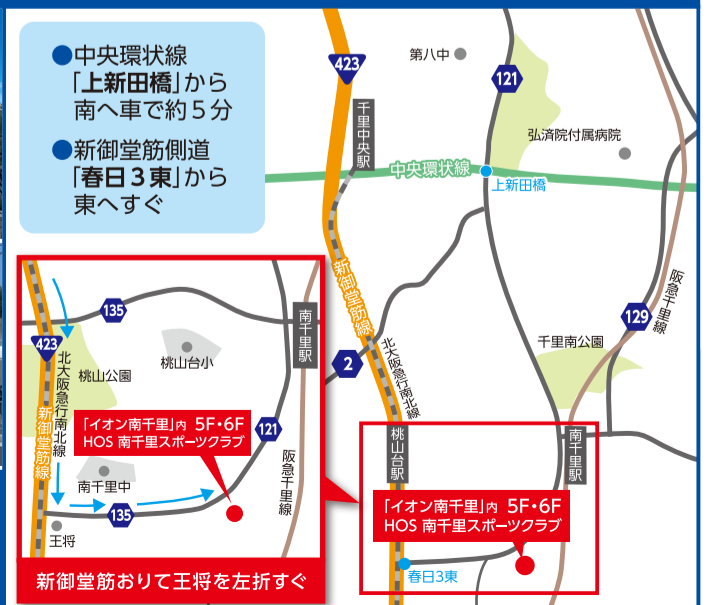 ●中央環状線
「上新田橋」から
南へ車で約5分
●新御堂筋側道
「春日3東」から
東へすぐ
423
第八中
121
千里中央駅
弘済院付属病院
中央環状線
上新田橋
新御堂筋線
阪急千里線
129
千里南公園
2
北大阪急行南北線
桃山台駅
南千里駅
「イオン南千里」内 5F・6F
HOS 南千里スポーツクラブ
春日3東
135
南千里駅
423
桃山台小
北大阪急行南北線
桃山公園
新御堂筋線
「イオン南千里」内 5F・6F
HOS 南千里スポーツクラブ
121
阪急千里線
南千里中
135
王将
新御堂筋おりて王将を左折すぐ